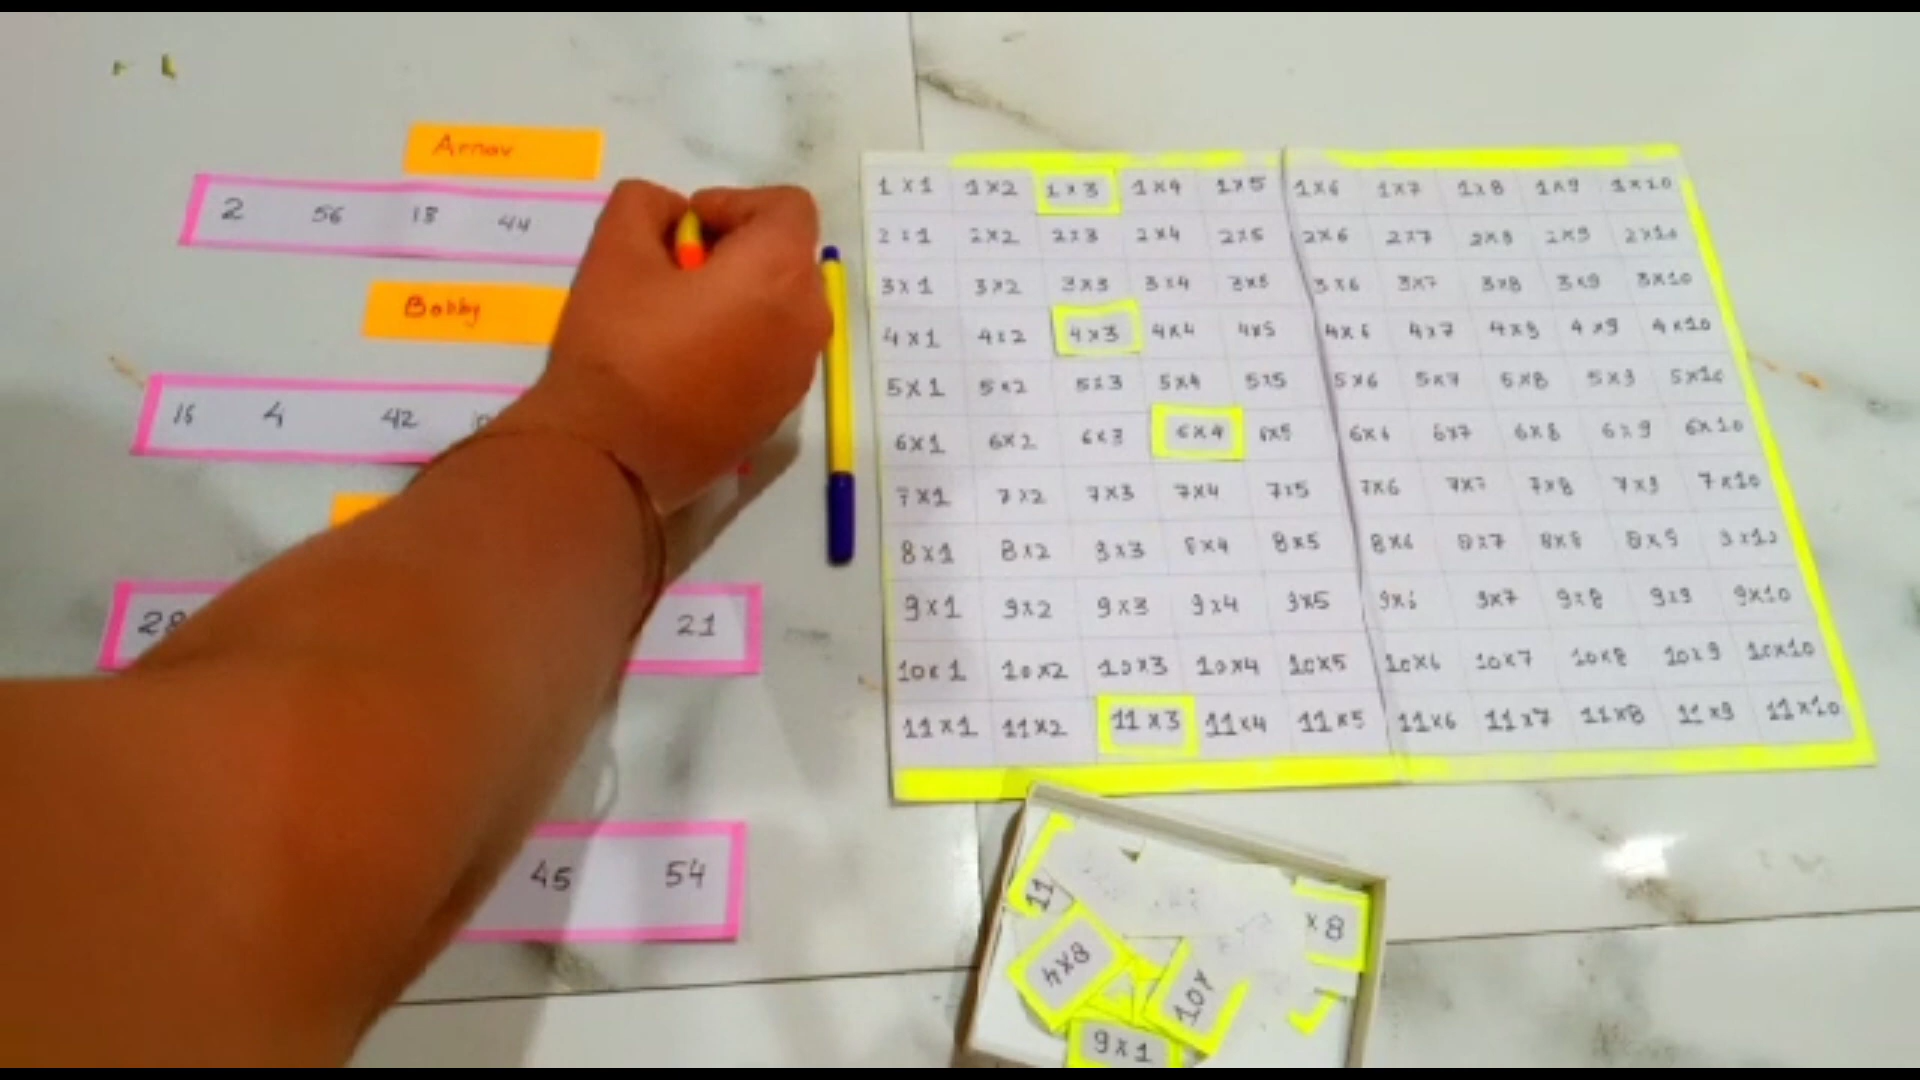 Arnav
2 56 18 44
Bobby
16 4 42
28 21
45 54
1x1 1x2 1x3 1x4 1x5 1x6 1x7 1x8 1x9 1x10
2x1 2x2 2x3 2x4 2x5 2x6 2x7 2x8 2x9 2x10
3x1 3x2 3x3 3x4 3x5 3x6 3x7 3x8 3x9 3x10
4x1 4x2 4x3 4x4 4x5 4x6 4x7 4x8 4x9 4x10
5x1 5x2 5x3 5x4 5x5 5x6 5x7 5x8 5x9 5x10
6x1 6x2 6x3 6x4 6x5 6x6 6x7 6x8 6x9 6x10
7x1 7x2 7x3 7x4 7x5 7x6 7x7 7x8 7x9 7x10
8x1 8x2 8x3 8x4 8x5 8x6 8x7 8x8 8x9 8x10
9x1 9x2 9x3 9x4 9x5 9x6 9x7 9x8 9x9 9x10
10x1 10x2 10x3 10x4 10x5 10x6 10x7 10x8 10x9 10x10
11x1 11x2 11x3 11x4 11x5 11x6 11x7 11x8 11x9 11x10
11
x8
4x8
10x
9x1